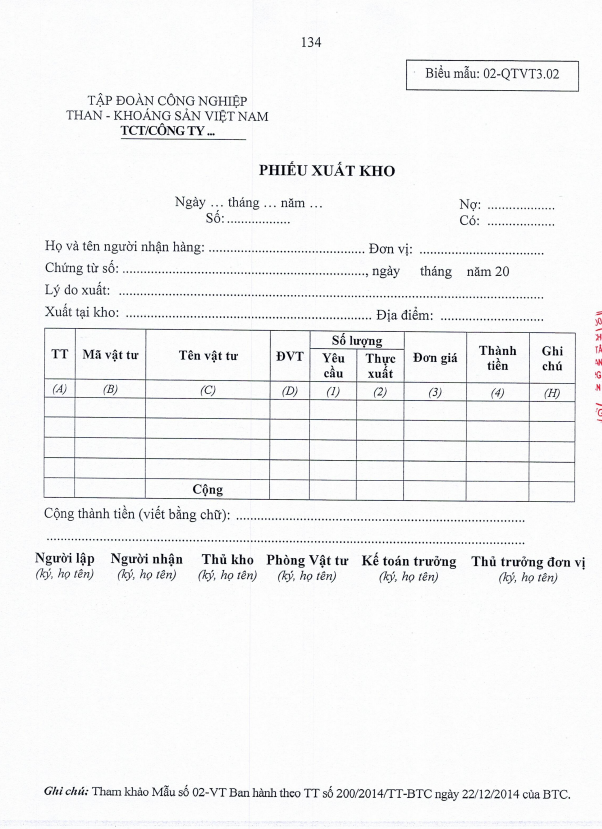 134
Biểu mẫu: 02-QTVT3.02
TẬP ĐOÀN CÔNG NGHIỆP
THAN - KHOÁNG SẢN VIỆT NAM
TCT/CÔNG TY ...
PHIẾU XUẤT KHO
Ngày ... tháng ... năm ...
Số:..................
Nợ: ...................
Có: ...................
Họ và tên người nhận hàng: ............................................. Đơn vị: ....................................
Chứng từ số: ......................................................................, ngày tháng năm 20
Lý do xuất: ..........................................................................................................................
Xuất tại kho: ....................................................................... Địa điểm: ..............................
TT Mã vật tư Tên vật tư ĐVT Số lượng Đơn giá Thành tiền Ghi chú
Yêu cầu Thực xuất
(A) (B) (C) (D) (1) (2) (3) (4) (H)
Cộng
Cộng thành tiền (viết bằng chữ): ...................................................................................
..........................................................................................................................................
Người lập Người nhận Thủ kho Phòng Vật tư Kế toán trưởng Thủ trưởng đơn vị
(ký, họ tên) (ký, họ tên) (ký, họ tên) (ký, họ tên) (ký, họ tên) (ký, họ tên)
Ghi chú: Tham khảo Mẫu số 02-VT Ban hành theo TT số 200/2014/TT-BTC ngày 22/12/2014 của BTC.